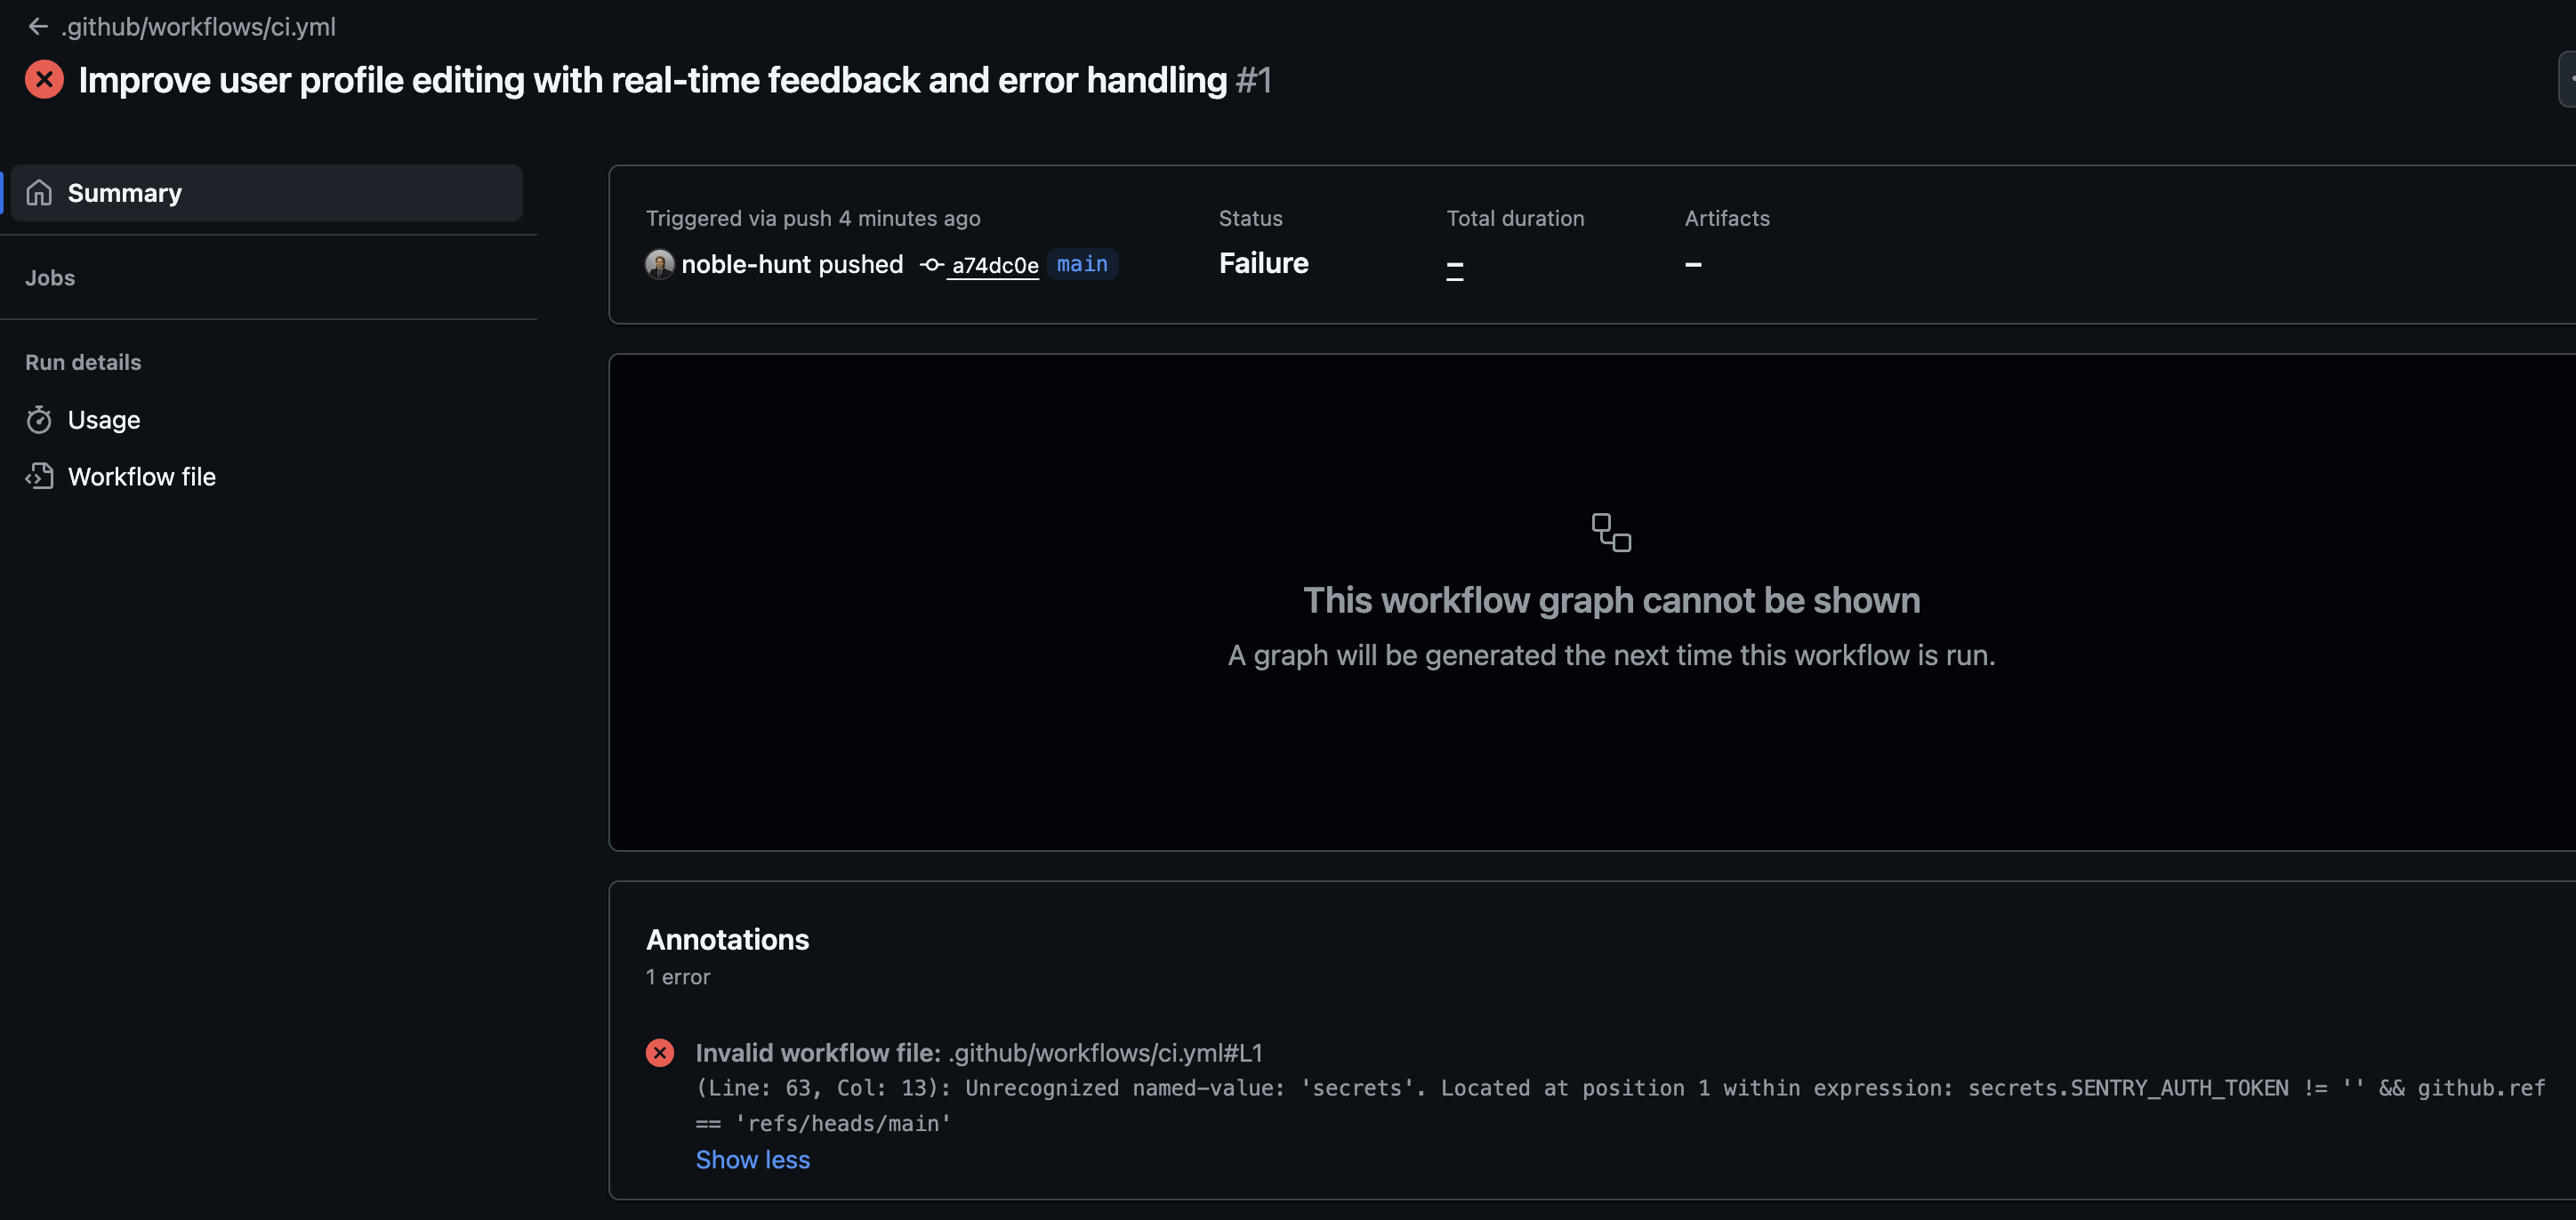 .github/workflows/ci.yml
Improve user profile editing with real-time feedback and error handling #1
Summary
Jobs
Run details
Usage
Workflow file
Triggered via push 4 minutes ago
noble-hunt pushed a74dc0e main
Status
Failure
Total duration
–
Artifacts
–
This workflow graph cannot be shown
A graph will be generated the next time this workflow is run.
Annotations
1 error
Invalid workflow file: .github/workflows/ci.yml#L1
(Line: 63, Col: 13): Unrecognized named-value: 'secrets'. Located at position 1 within expression: secrets.SENTRY_AUTH_TOKEN != '' && github.ref
== 'refs/heads/main'
Show less